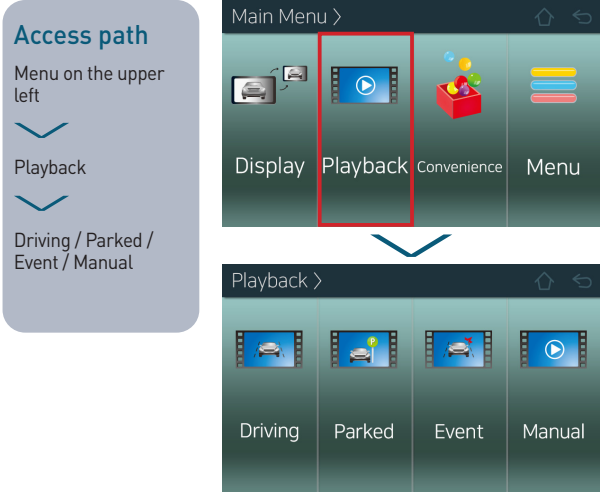 Access path
Menu on the upper
left
Playback
Driving / Parked /
Event / Manual
Main Menu >
Display
Playback
Convenience
Menu
Playback >
P
Driving
Parked
Event
Manual